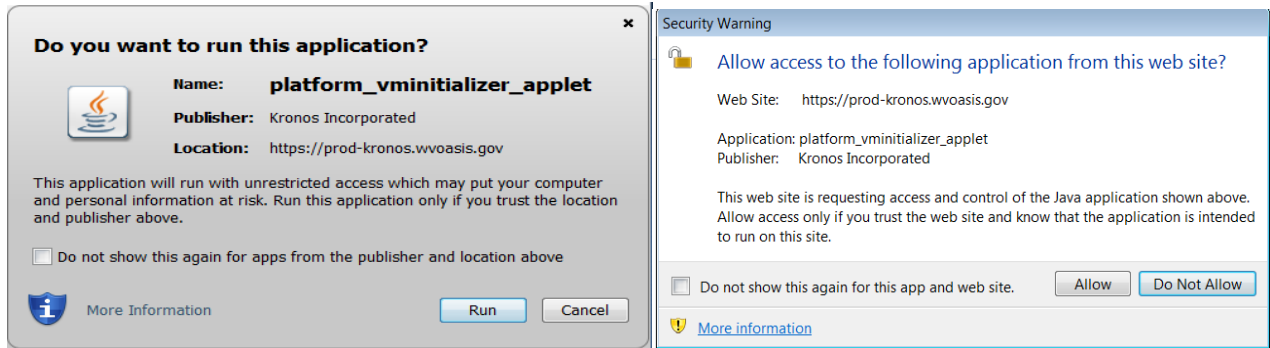 Do you want to run this application?
Name: platform_vminitializer_applet
Publisher: Kronos Incorporated
Location: https://prod-kronos.wvoasis.gov
This application will run with unrestricted access which may put your computer
and personal information at risk. Run this application only if you trust the location
and publisher above.
Do not show this again for apps from the publisher and location above
More Information
Run
Cancel
Security Warning
Allow access to the following application from this web site?
Web Site: https://prod-kronos.wvoasis.gov
Application: platform_vminitializer_applet
Publisher: Kronos Incorporated
This web site is requesting access and control of the Java application shown above.
Allow access only if you trust the web site and know that the application is intended
to run on this site.
Do not show this again for this app and web site.
Allow
Do Not Allow
More information